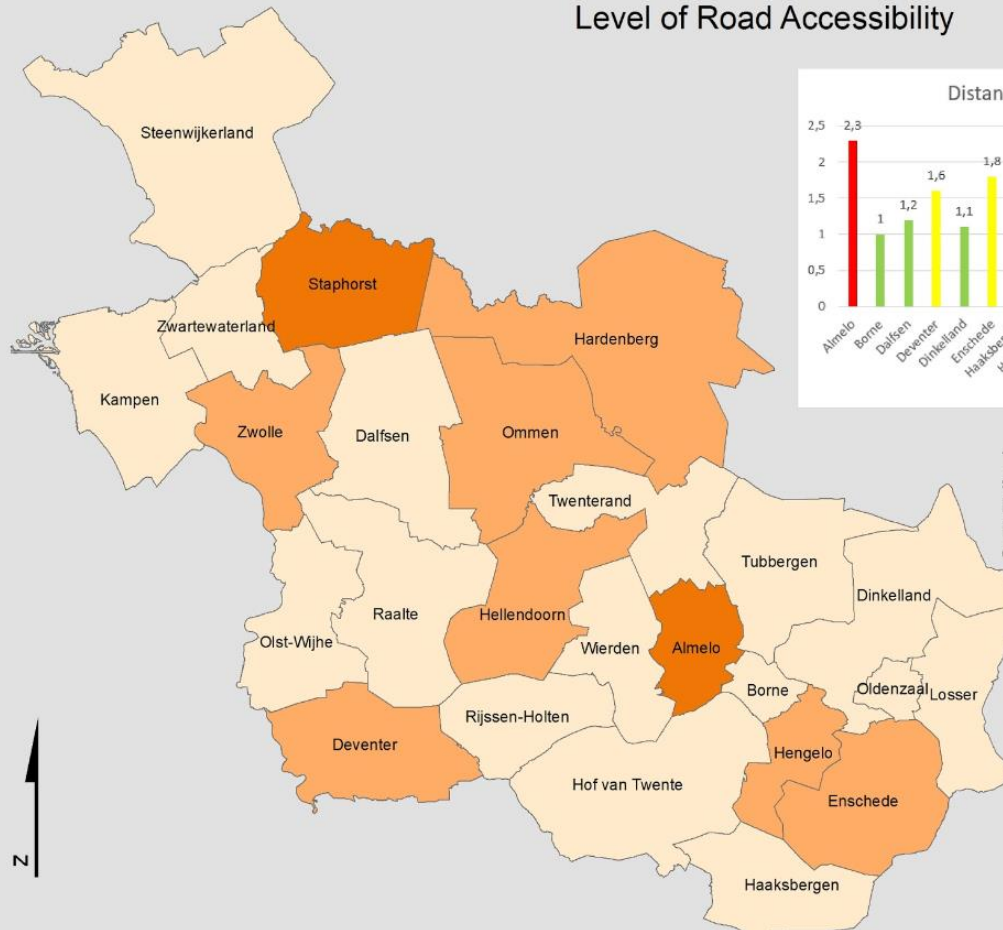 Level of Road Accessibility
Distan
2,5
2
1,5
1
0,5
0
2,3
1
1,2
1,6
1,1
1,8
Almelo
Borne
Dalfsen
Deventer
Dinkelland
Enschede
Haaksber
Steenwijkerland
Staphorst
Zwartewaterland
Hardenberg
Kampen
Zwolle
Dalfsen
Ommen
Twenterand
Tubbergen
Dinkelland
Hellendoorn
Raalte
Olst-Wijhe
Wierden
Almelo
Borne
Oldenzaal
Losser
Rijssen-Holten
Deventer
Hengelo
Hof van Twente
Enschede
Haaksbergen
N